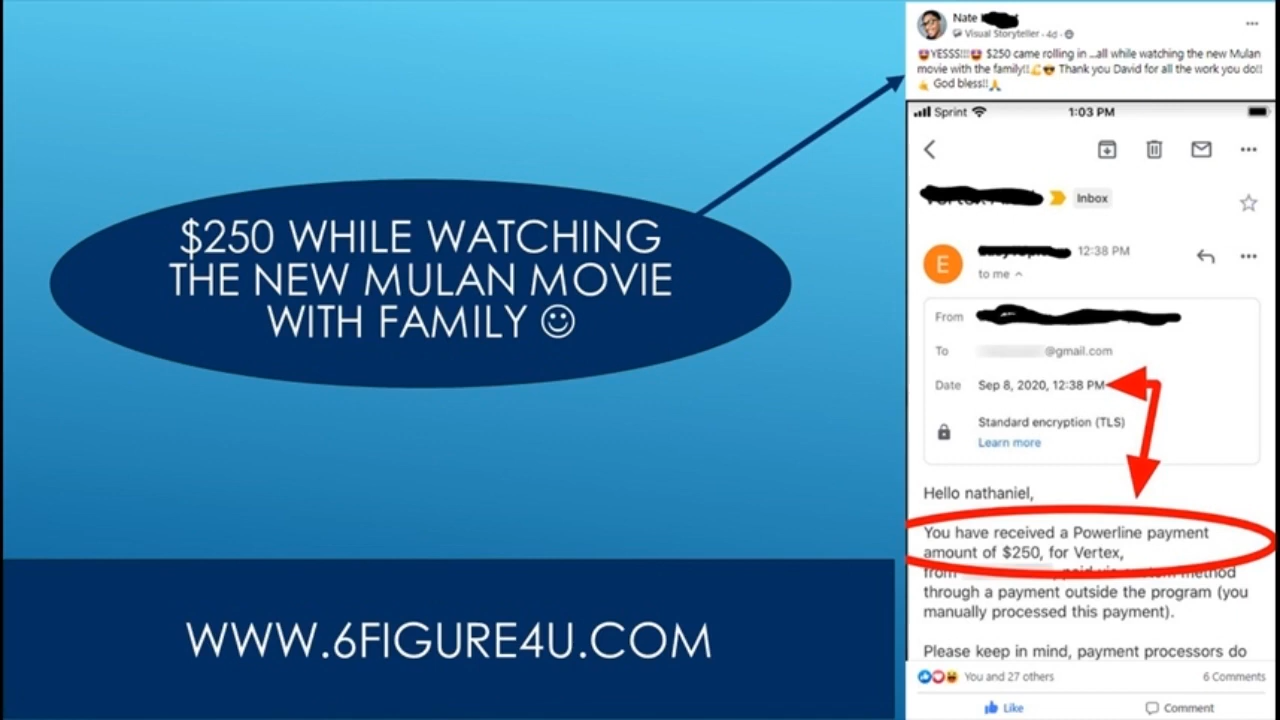 $250 WHILE WATCHING
THE NEW MULAN MOVIE
WITH FAMILY ☺
WWW.6FIGURE4U.COM
Nate
Visual Storyteller · 4d ·
🤩YESSS!!!🤩 $250 came rolling in ...all while watching the new Mulan
movie with the family!!💪😎 Thank you David for all the work you do!!
🤙 God bless!!🙏
Sprint 1:03 PM
Inbox
E
12:38 PM
to me
From
To @gmail.com
Date Sep 8, 2020, 12:38 PM
Standard encryption (TLS)
Learn more
Hello nathaniel,
You have received a Powerline payment
amount of $250, for Vertex,
from , paid via custom method
through a payment outside the program (you
manually processed this payment).
Please keep in mind, payment processors do
You and 27 others 6 Comments
Like Comment